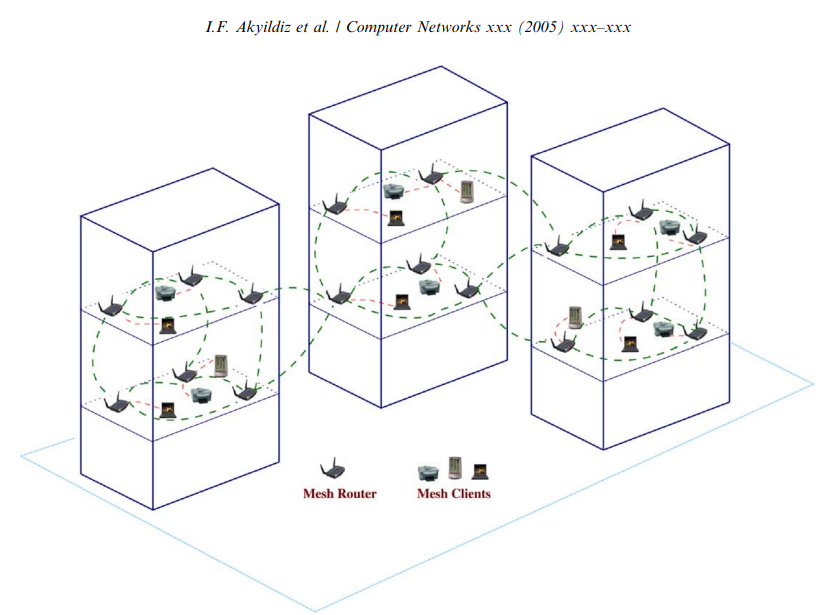 I.F. Akyildiz et al. / Computer Networks xxx (2005) xxx–xxx
Mesh Router
Mesh Clients